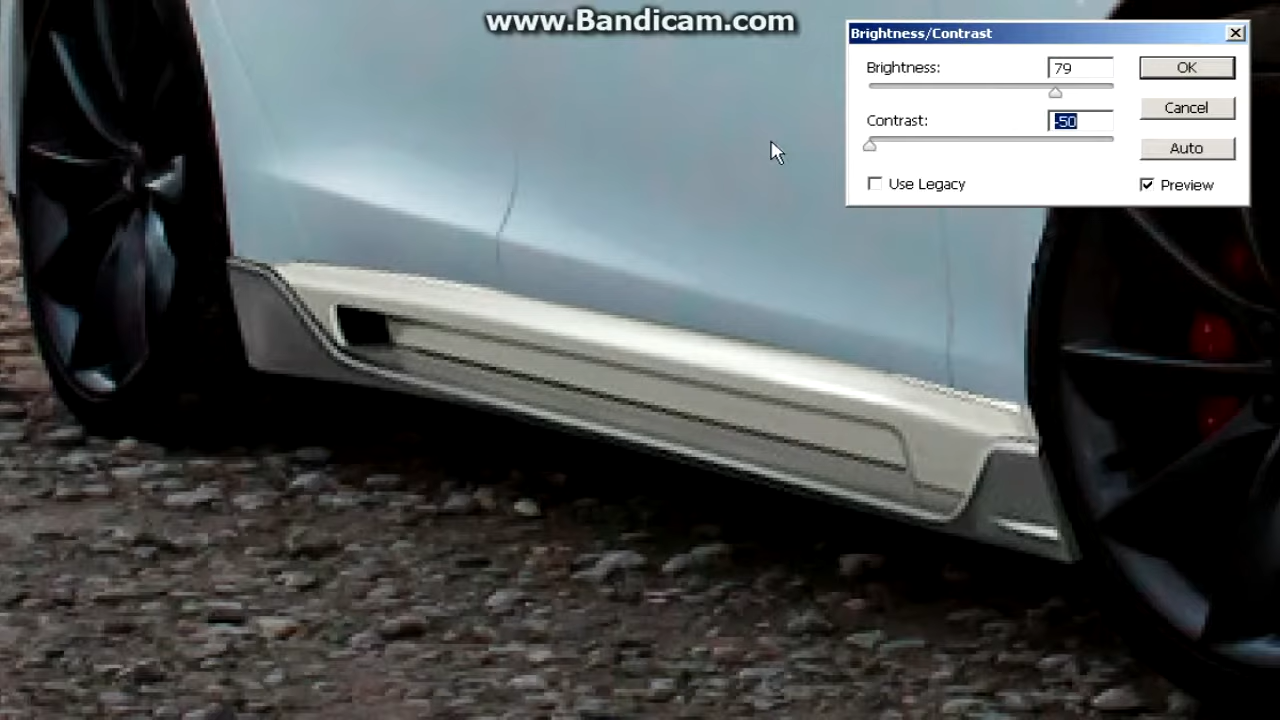 www.Bandicam.com
Brightness/Contrast
Brightness: 79
OK
Contrast: -50
Cancel
Auto
Use Legacy
Preview